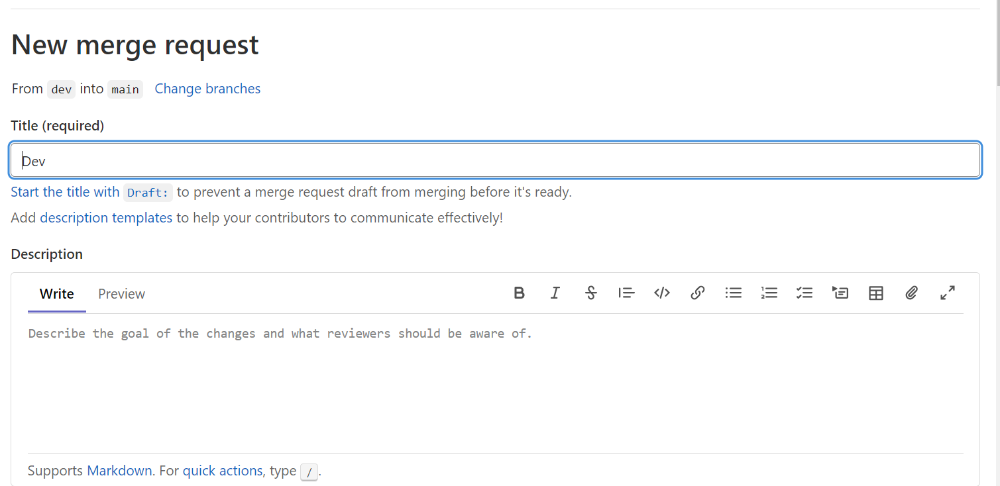 New merge request
From dev into main Change branches
Title (required)
Dev
Start the title with Draft: to prevent a merge request draft from merging before it's ready.
Add description templates to help your contributors to communicate effectively!
Description
Write Preview
Describe the goal of the changes and what reviewers should be aware of.
Supports Markdown. For quick actions, type /.